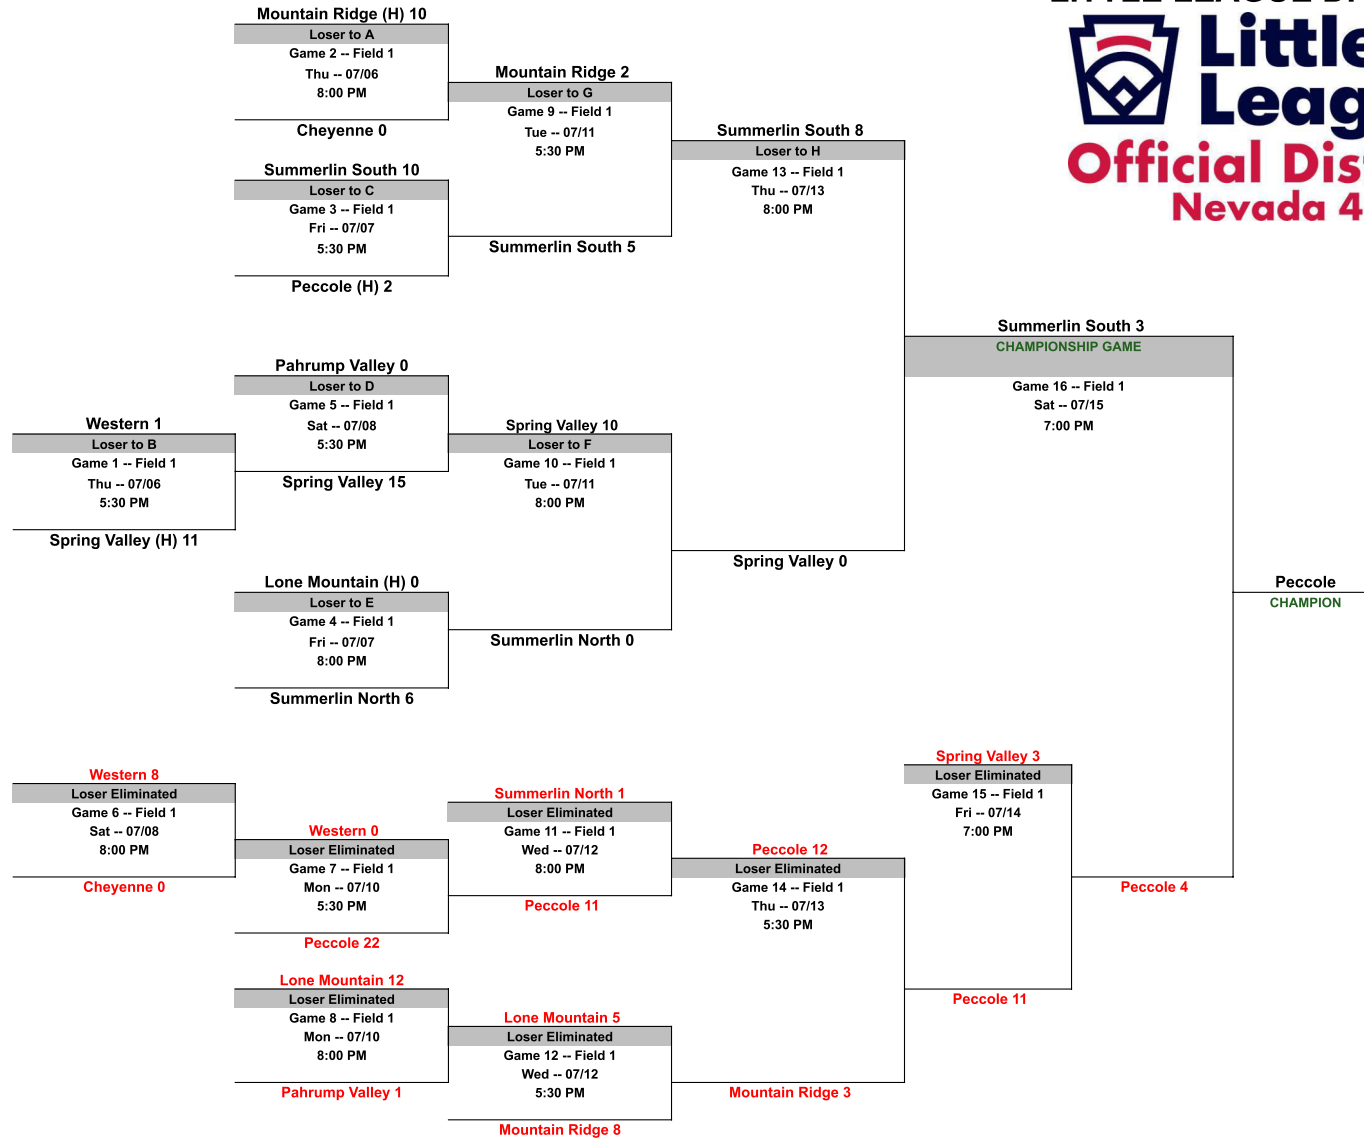 LITTLE LEAGUE
Little
League
Official
Nevada 4
Mountain Ridge (H) 10
Loser to A
Game 2 -- Field 1
Thu -- 07/06
8:00 PM
Cheyenne 0
Mountain Ridge 2
Loser to G
Game 9 -- Field 1
Tue -- 07/11
5:30 PM
Summerlin South 10
Loser to C
Game 3 -- Field 1
Fri -- 07/07
5:30 PM
Peccole (H) 2
Summerlin South 5
Summerlin South 8
Loser to H
Game 13 -- Field 1
Thu -- 07/13
8:00 PM
Summerlin South 3
CHAMPIONSHIP GAME
Game 16 -- Field 1
Sat -- 07/15
7:00 PM
Pahrump Valley 0
Loser to D
Game 5 -- Field 1
Sat -- 07/08
5:30 PM
Spring Valley 15
Western 1
Loser to B
Game 1 -- Field 1
Thu -- 07/06
5:30 PM
Spring Valley (H) 11
Spring Valley 10
Loser to F
Game 10 -- Field 1
Tue -- 07/11
8:00 PM
Spring Valley 0
Lone Mountain (H) 0
Loser to E
Game 4 -- Field 1
Fri -- 07/07
8:00 PM
Summerlin North 6
Summerlin North 0
Peccole
CHAMPION
Western 8
Loser Eliminated
Game 6 -- Field 1
Sat -- 07/08
8:00 PM
Cheyenne 0
Western 0
Loser Eliminated
Game 7 -- Field 1
Mon -- 07/10
5:30 PM
Peccole 22
Summerlin North 1
Loser Eliminated
Game 11 -- Field 1
Wed -- 07/12
8:00 PM
Peccole 11
Peccole 12
Loser Eliminated
Game 14 -- Field 1
Thu -- 07/13
5:30 PM
Spring Valley 3
Loser Eliminated
Game 15 -- Field 1
Fri -- 07/14
7:00 PM
Peccole 4
Peccole 11
Lone Mountain 12
Loser Eliminated
Game 8 -- Field 1
Mon -- 07/10
8:00 PM
Pahrump Valley 1
Lone Mountain 5
Loser Eliminated
Game 12 -- Field 1
Wed -- 07/12
5:30 PM
Mountain Ridge 8
Mountain Ridge 3